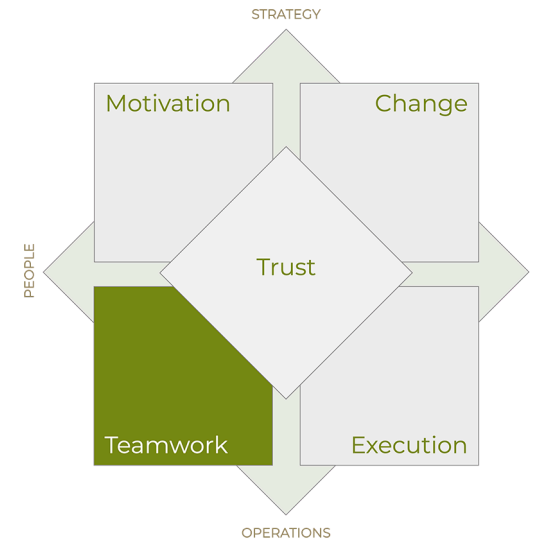 STRATEGY
Motivation
Change
PEOPLE
Trust
Teamwork
Execution
OPERATIONS